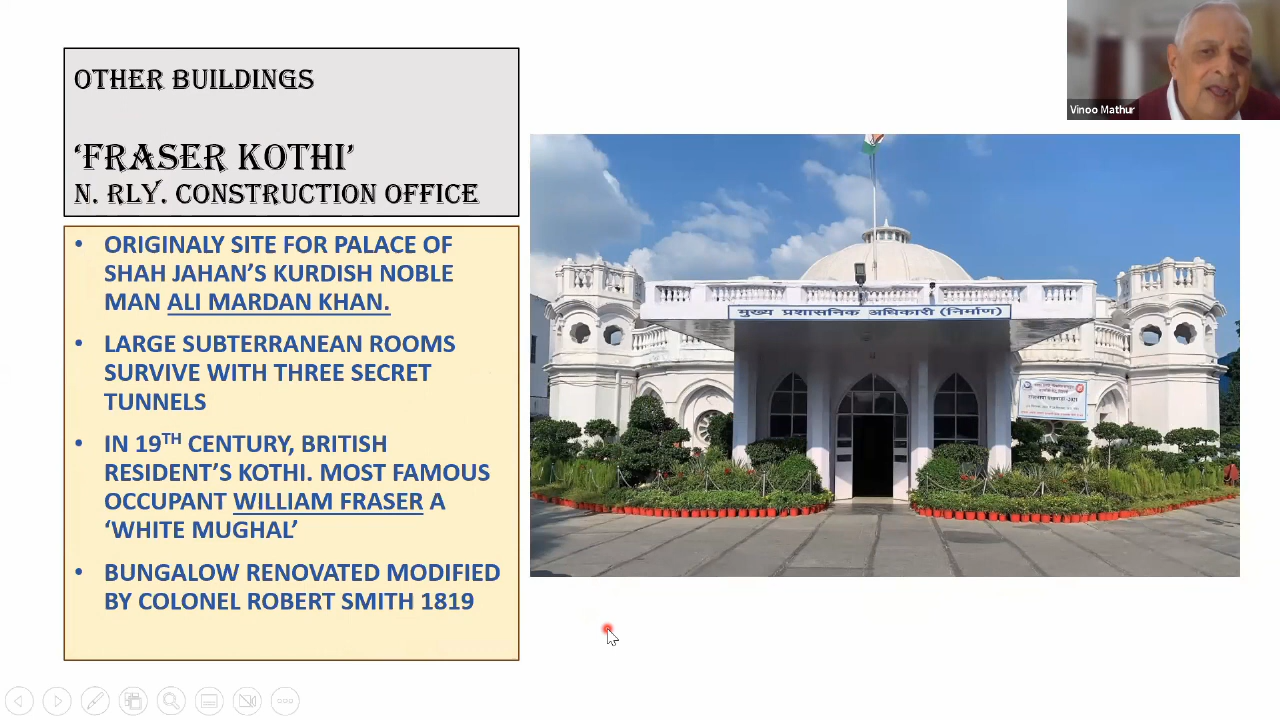 OTHER BUILDINGS
‘FRASER KOTHI’
N. RLY. CONSTRUCTION OFFICE
• ORIGINALY SITE FOR PALACE OF
SHAH JAHAN’S KURDISH NOBLE
MAN ALI MARDAN KHAN.
• LARGE SUBTERRANEAN ROOMS
SURVIVE WITH THREE SECRET
TUNNELS
• IN 19TH CENTURY, BRITISH
RESIDENT’S KOTHI. MOST FAMOUS
OCCUPANT WILLIAM FRASER A
‘WHITE MUGHAL’
• BUNGALOW RENOVATED MODIFIED
BY COLONEL ROBERT SMITH 1819
Vinoo Mathur
मुख्य प्रशासनिक अधिकारी (निर्माण)